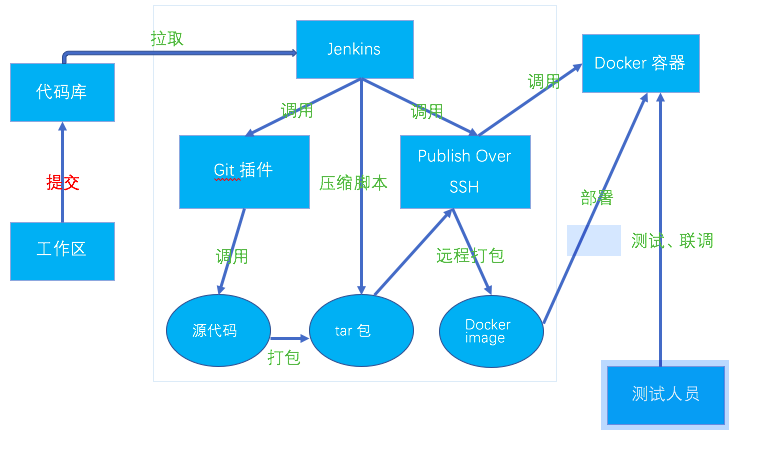 拉取
Jenkins
Docker 容器
代码库
调用
调用
调用
提交
Git 插件
压缩脚本
Publish Over
SSH
部署
工作区
调用
远程打包
测试、联调
源代码
tar 包
Docker
image
打包
测试人员